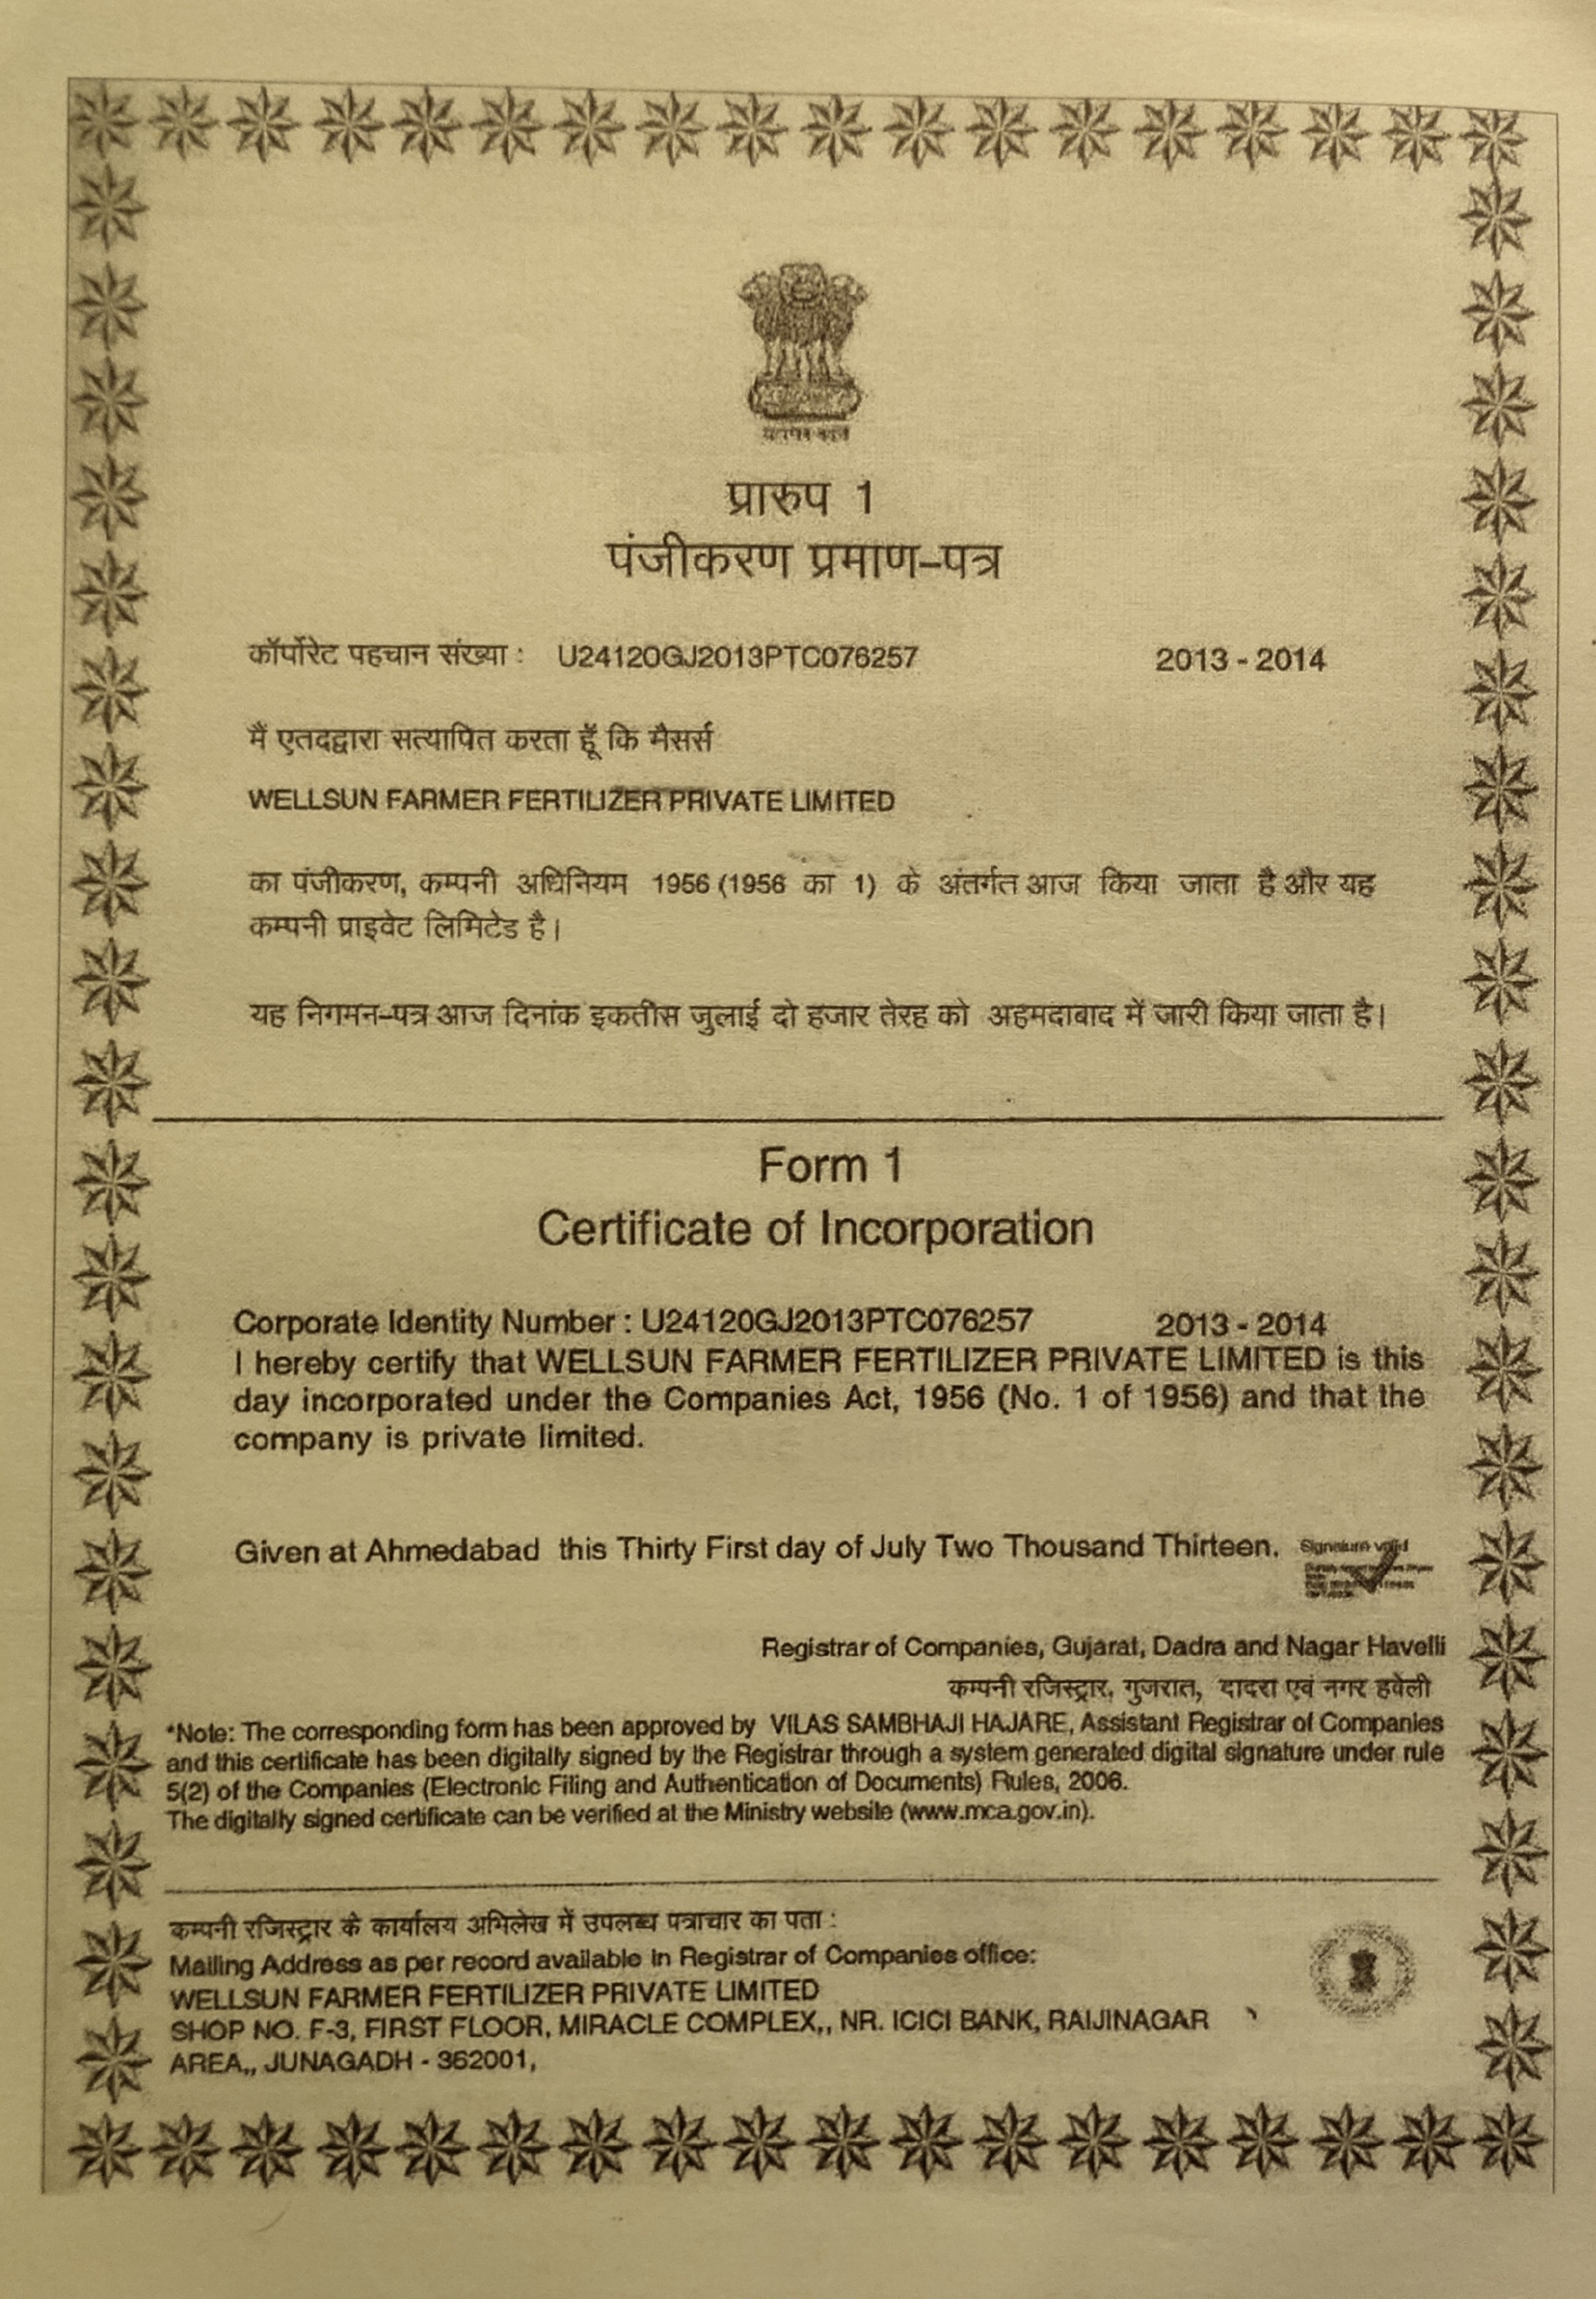 प्रारुप 1
पंजीकरण प्रमाण-पत्र
कॉर्पोरेट पहचान संख्या : U24120GJ2013PTC076257 2013 - 2014
मैं एतदद्वारा सत्यापित करता हूँ कि मैसर्स
WELLSUN FARMER FERTILIZER PRIVATE LIMITED
का पंजीकरण, कम्पनी अधिनियम 1956 (1956 का 1) के अंतर्गत आज किया जाता है और यह
कम्पनी प्राइवेट लिमिटेड है।
यह निगमन-पत्र आज दिनांक इकतीस जुलाई दो हजार तेरह को अहमदाबाद में जारी किया जाता है।
Form 1
Certificate of Incorporation
Corporate Identity Number : U24120GJ2013PTC076257 2013 - 2014
I hereby certify that WELLSUN FARMER FERTILIZER PRIVATE LIMITED is this
day incorporated under the Companies Act, 1956 (No. 1 of 1956) and that the
company is private limited.
Given at Ahmedabad this Thirty First day of July Two Thousand Thirteen.
Signature valid
Registrar of Companies, Gujarat, Dadra and Nagar Havelli
कम्पनी रजिस्ट्रार, गुजरात, दादरा एवं नगर हवेली
*Note: The corresponding form has been approved by VILAS SAMBHAJI HAJARE, Assistant Registrar of Companies
and this certificate has been digitally signed by the Registrar through a system generated digital signature under rule
5(2) of the Companies (Electronic Filing and Authentication of Documents) Rules, 2006.
The digitally signed certificate can be verified at the Ministry website (www.mca.gov.in).
कम्पनी रजिस्ट्रार के कार्यालय अभिलेख में उपलब्ध पत्राचार का पता :
Mailing Address as per record available in Registrar of Companies office:
WELLSUN FARMER FERTILIZER PRIVATE LIMITED
SHOP NO. F-3, FIRST FLOOR, MIRACLE COMPLEX,, NR. ICICI BANK, RAIJINAGAR
AREA,, JUNAGADH - 362001,